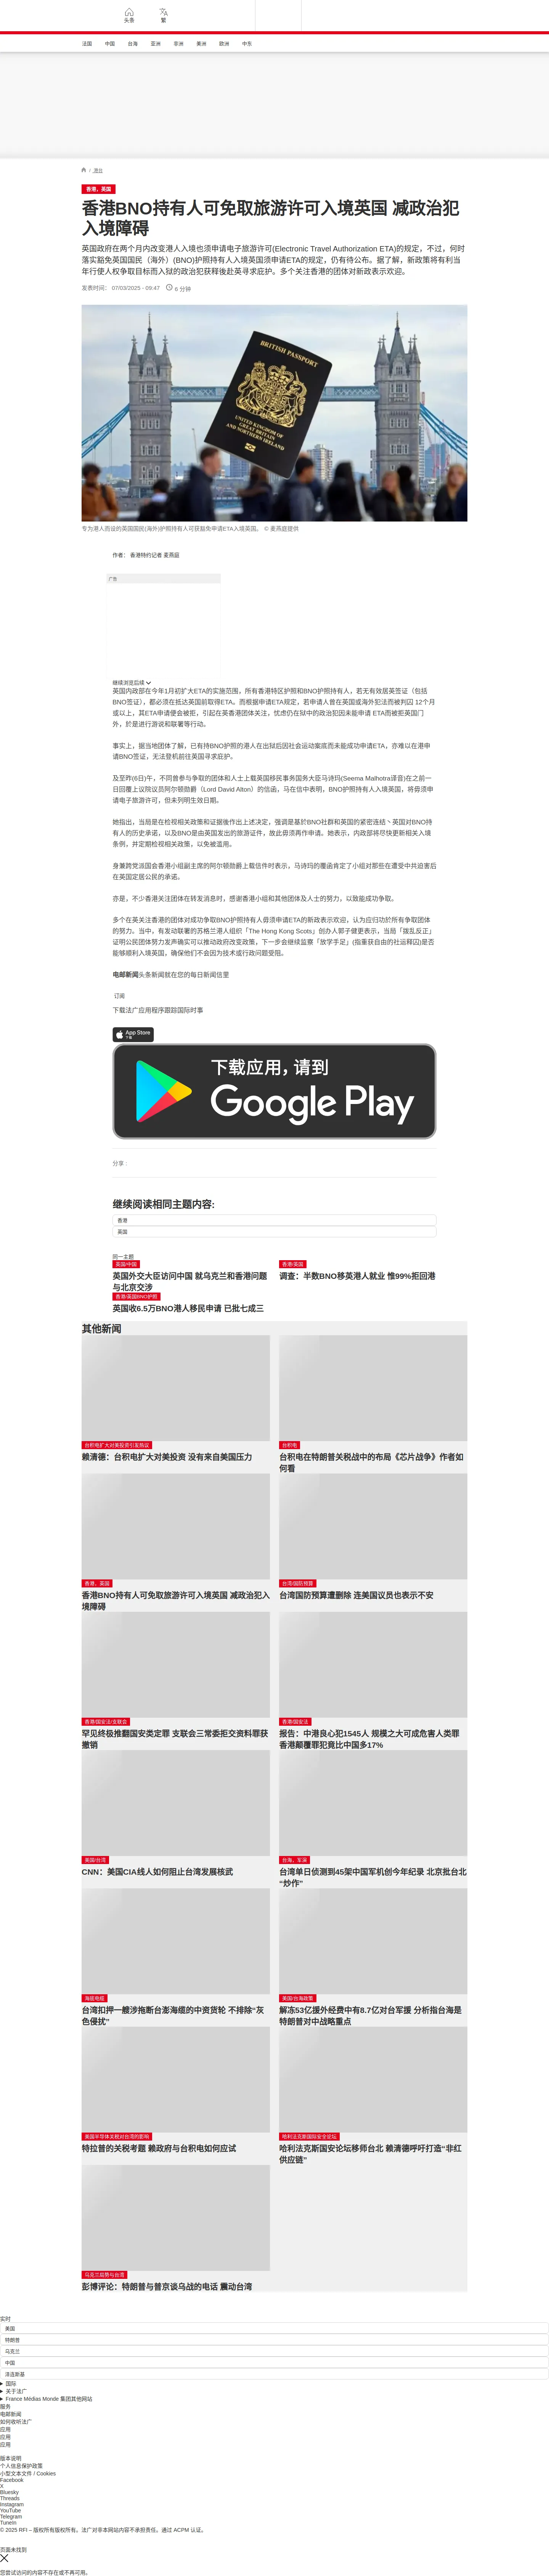 头条
繁
法国
中国
台海
亚洲
非洲
美洲
欧洲
中东
/ 港台
香港，英国
香港BNO持有人可免取旅游许可入境英国 减政治犯
入境障碍
英国政府在两个月内改变港人入境也须申请电子旅游许可(Electronic Travel Authorization ETA)的规定，不过，何时
落实豁免英国国民（海外）(BNO)护照持有人入境英国须申请ETA的规定，仍有待公布。据了解，新政策将有利当
年行使人权争取目标而入狱的政治犯获释後赴英寻求庇护。多个关注香港的团体对新政表示欢迎。
发表时间： 07/03/2025 - 09:47 6 分钟
BRITISH PASSPORT
UNITED KINGDOM OF
GREAT BRITAIN
AND NORTHERN IRELAND
专为港人而设的英国国民(海外)护照持有人可获豁免申请ETA入境英国。 © 麦燕庭提供
作者： 香港特约记者 麦燕庭
广告
继续浏览后续
英国内政部在今年1月初扩大ETA的实施范围，所有香港特区护照和BNO护照持有人，若无有效居英签证（包括
BNO签证），都必须在抵达英国前取得ETA。而根据申请ETA规定，若申请人曾在英国或海外犯法而被判囚 12个月
或以上，其ETA申请便会被拒，引起在英香港团体关注，忧虑仍在狱中的政治犯因未能申请 ETA而被拒英国门
外，於是进行游说和联署等行动。
事实上，据当地团体了解，已有持BNO护照的港人在出狱后因社会运动案底而未能成功申请ETA，亦难以在港申
请BNO签证，无法登机前往英国寻求庇护。
及至昨(6日)午，不同曾参与争取的团体和人士上载英国移民事务国务大臣马诗玛(Seema Malhotra译音)在之前一
日回覆上议院议员阿尔顿勋爵（Lord David Alton）的信函，马在信中表明，BNO护照持有人入境英国，将毋须申
请电子旅游许可，但未列明生效日期。
她指出，当局是在检视相关政策和证据後作出上述决定，强调是基於BNO社群和英国的紧密连结丶英国对BNO持
有人的历史承诺，以及BNO是由英国发出的旅游证件，故此毋须再作申请。她表示，内政部将尽快更新相关入境
条例，并定期检视相关政策，以免被滥用。
身兼跨党派国会香港小组副主席的阿尔顿勋爵上载信件时表示，马诗玛的覆函肯定了小组对那些在遭受中共迫害后
在英国定居公民的承诺。
亦是，不少香港关注团体在转发消息时，感谢香港小组和其他团体及人士的努力，以致能成功争取。
多个在英关注香港的团体对成功争取BNO护照持有人毋须申请ETA的新政表示欢迎，认为应归功於所有争取团体
的努力。当中，有发动联署的苏格兰港人组织「The Hong Kong Scots」创办人郭子健更表示，当局「拨乱反正」
证明公民团体努力发声确实可以推动政府改变政策，下一步会继续监察「放学手足」(指重获自由的社运释囚)是否
能够顺利入境英国，确保他们不会因为技术或行政问题受阻。
电邮新闻头条新闻就在您的每日新闻信里
订阅
下载法广应用程序跟踪国际时事
App Store
下载
下载应用，请到
Google Play
分享 :
继续阅读相同主题内容:
香港
英国
同一主题
英国/中国
英国外交大臣访问中国 就乌克兰和香港问题
与北京交涉
香港/英国
调查：半数BNO移英港人就业 惟99%拒回港
香港/英国BNO护照
英国收6.5万BNO港人移民申请 已批七成三
其他新闻
台积电扩大对美投资引发热议
赖清德：台积电扩大对美投资 没有来自美国压力
台积电
台积电在特朗普关税战中的布局《芯片战争》作者如
何看
香港，英国
香港BNO持有人可免取旅游许可入境英国 减政治犯入
境障碍
台湾/国防预算
台湾国防预算遭删除 连美国议员也表示不安
香港/国安法/支联会
罕见终极推翻国安类定罪 支联会三常委拒交资料罪获
撤销
香港/国安法
报告：中港良心犯1545人 规模之大可成危害人类罪
香港颠覆罪犯竟比中国多17%
美国/台湾
CNN：美国CIA线人如何阻止台湾发展核武
台海，军演
台湾单日侦测到45架中国军机创今年纪录 北京批台北
“炒作”
海底电缆
台湾扣押一艘涉拖断台澎海缆的中资货轮 不排除“灰
色侵扰”
美国/台海政策
解冻53亿援外经费中有8.7亿对台军援 分析指台海是
特朗普对中战略重点
美国半导体关税对台湾的影响
特拉普的关税考题 赖政府与台积电如何应试
哈利法克斯国际安全论坛
哈利法克斯国安论坛移师台北 赖清德呼吁打造“非红
供应链”
乌克兰局势与台湾
彭博评论：特朗普与普京谈乌战的电话 震动台湾
实时
美国
特朗普
乌克兰
中国
泽连斯基
国际
关于法广
France Médias Monde 集团其他网站
服务
电邮新闻
如何收听法广
应用
应用
应用
版本说明
个人信息保护政策
小型文本文件 / Cookies
Facebook
X
Bluesky
Threads
Instagram
YouTube
Telegram
TuneIn
© 2025 RFI – 版权所有版权所有。法广对非本网站内容不承担责任。通过 ACPM 认证。
页面未找到
您尝试访问的内容不存在或不再可用。